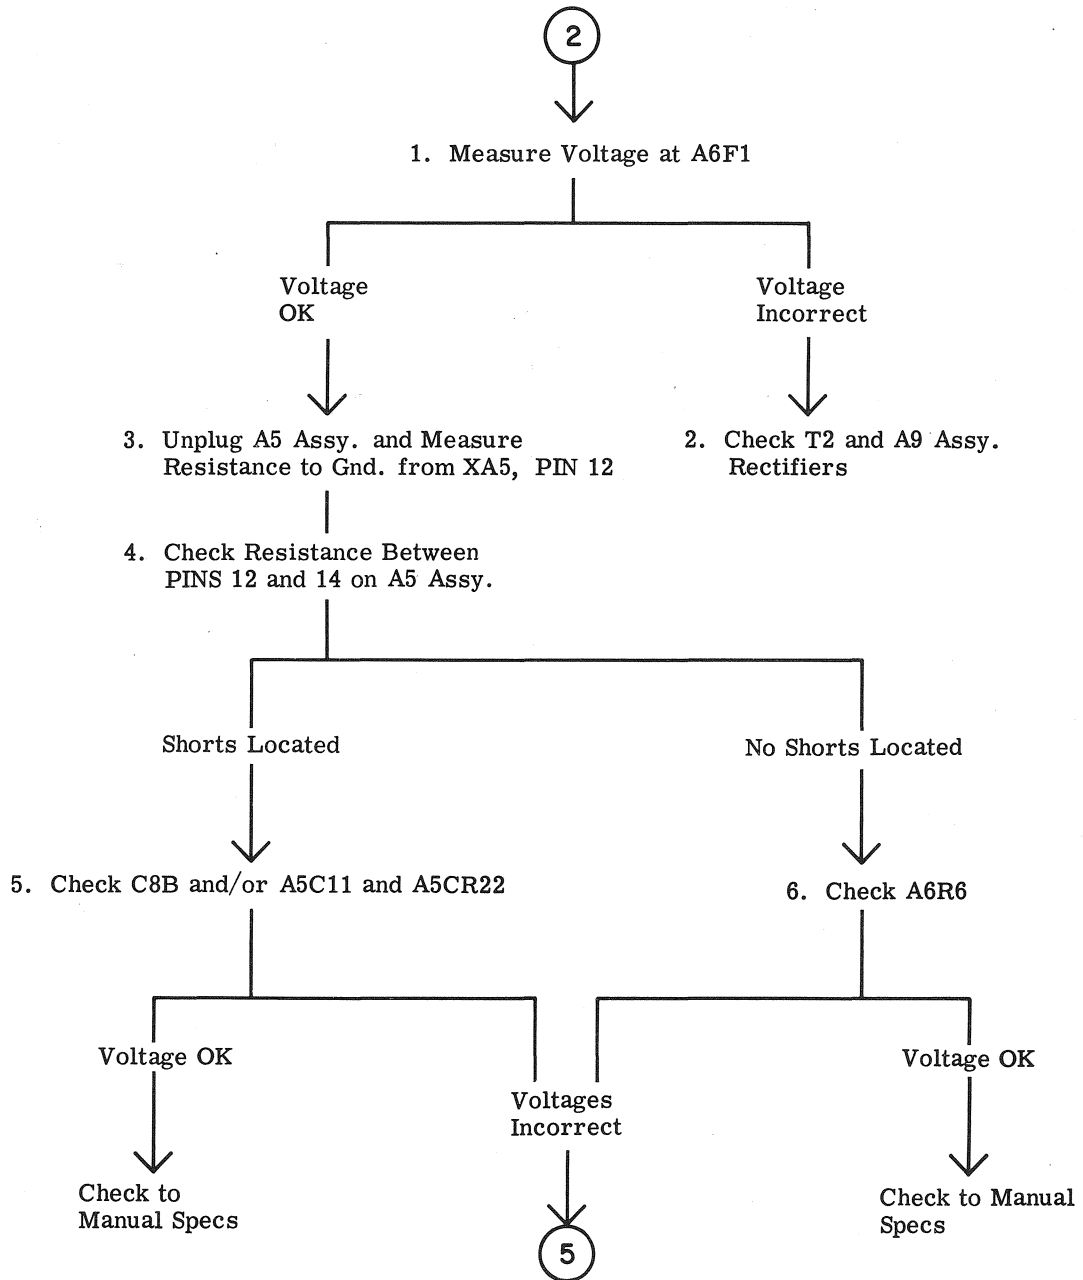 2
1. Measure Voltage at A6F1
Voltage
OK
Voltage
Incorrect
3. Unplug A5 Assy. and Measure
Resistance to Gnd. from XA5, PIN 12
2. Check T2 and A9 Assy.
Rectifiers
4. Check Resistance Between
PINS 12 and 14 on A5 Assy.
Shorts Located
No Shorts Located
5. Check C8B and/or A5C11 and A5CR22
6. Check A6R6
Voltage OK
Voltages
Incorrect
Voltage OK
Check to
Manual Specs
Check to Manual
Specs
5